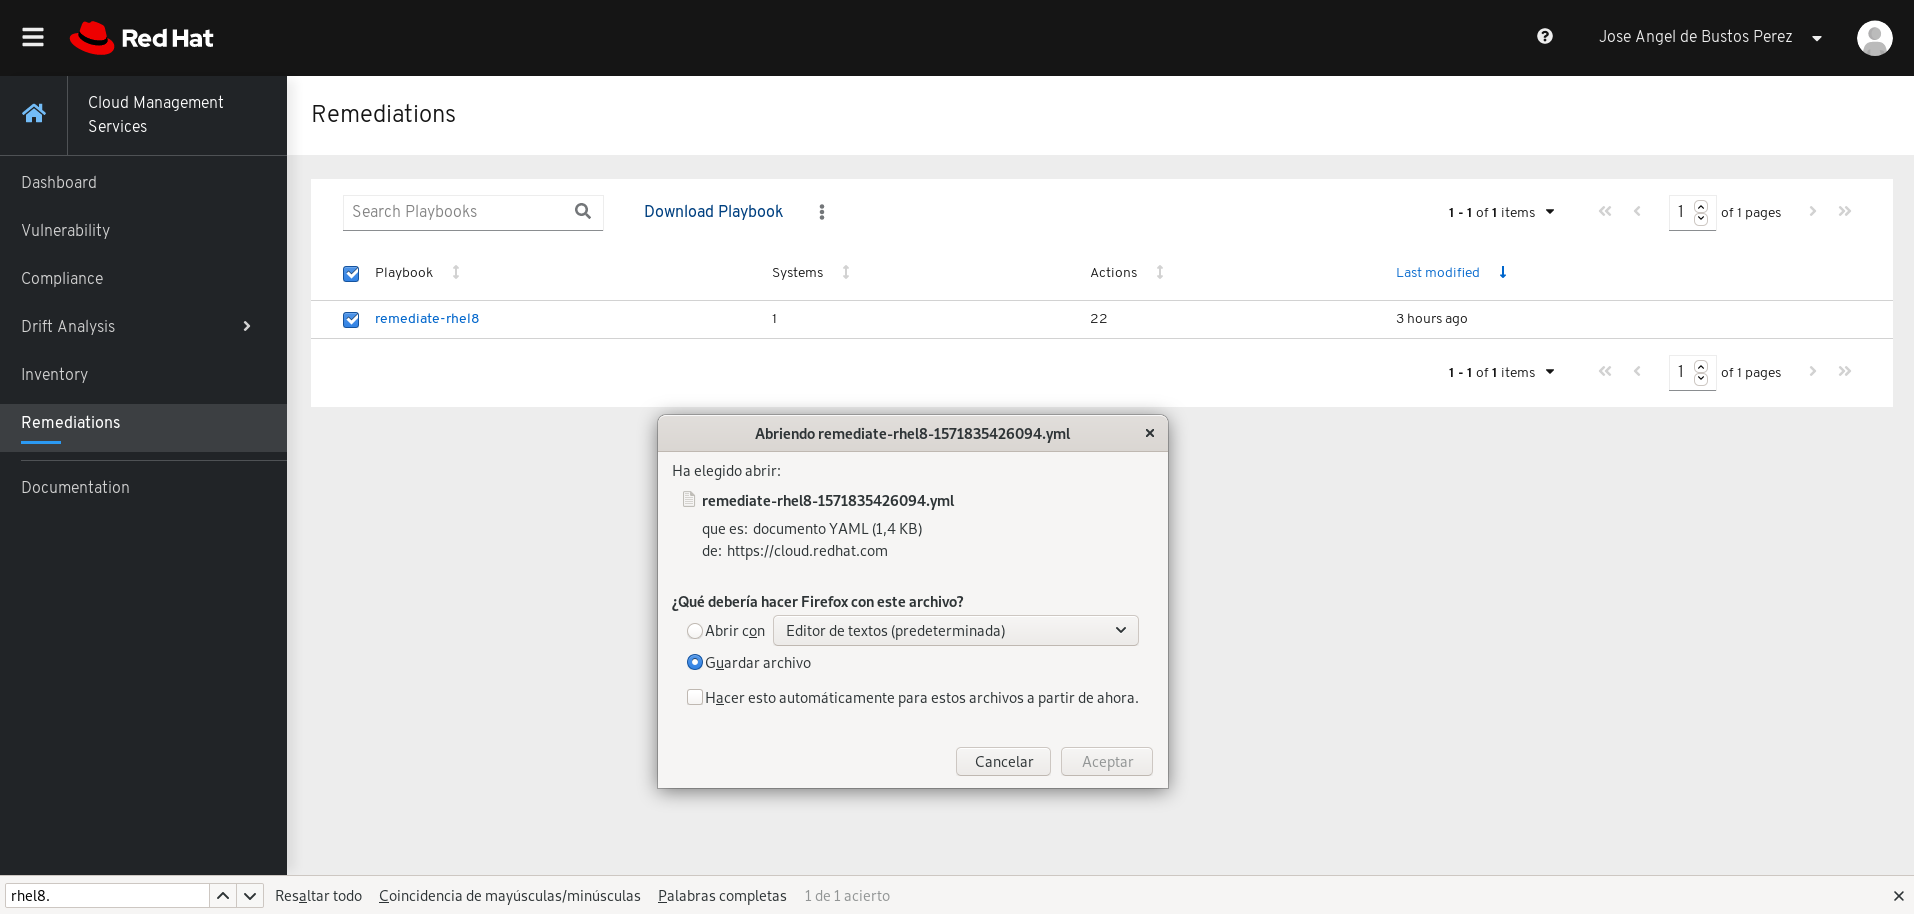 Red Hat
Jose Angel de Bustos Perez
Cloud Management
Services
Remediations
Dashboard
Vulnerability
Compliance
Drift Analysis
Inventory
Remediations
Documentation
Search Playbooks
Download Playbook
1 - 1 of 1 items
1 of 1 pages
Playbook Systems Actions Last modified
remediate-rhel8 1 22 3 hours ago
1 - 1 of 1 items
1 of 1 pages
Abriendo remediate-rhel8-1571835426094.yml
Ha elegido abrir:
remediate-rhel8-1571835426094.yml
que es: documento YAML (1,4 KB)
de: https://cloud.redhat.com
¿Qué debería hacer Firefox con este archivo?
Abrir con Editor de textos (predeterminada)
Guardar archivo
Hacer esto automáticamente para estos archivos a partir de ahora.
Cancelar Aceptar
rhel8. Resaltar todo Coincidencia de mayúsculas/minúsculas Palabras completas 1 de 1 acierto